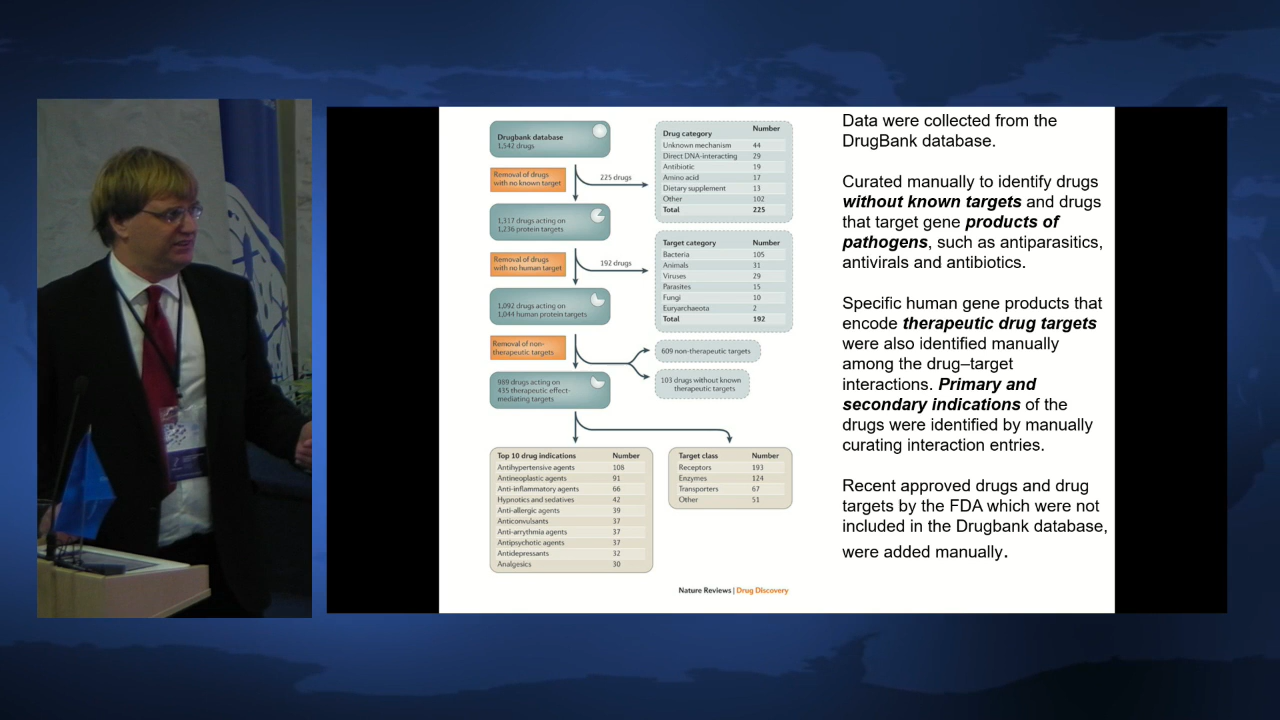 Drugbank database
1,542 drugs
Removal of drugs
with no known target
225 drugs
Drug category Number
Unknown mechanism 44
Direct DNA-interacting 29
Antibiotic 19
Amino acid 17
Dietary supplement 13
Other 102
Total 225
1,317 drugs acting on
1,236 protein targets
Removal of drugs
with no human target
192 drugs
Target category Number
Bacteria 105
Animals 31
Viruses 29
Parasites 15
Fungi 10
Euryarchaeota 2
Total 192
1,092 drugs acting on
1,044 human protein targets
Removal of non-
therapeutic targets
609 non-therapeutic targets
103 drugs without known
therapeutic targets
989 drugs acting on
435 therapeutic effect-
mediating targets
Top 10 drug indications Number
Antihypertensive agents 108
Antineoplastic agents 91
Anti-inflammatory agents 66
Hypnotics and sedatives 42
Anti-allergic agents 39
Anticonvulsants 37
Anti-arrythmia agents 37
Antipsychotic agents 37
Antidepressants 32
Analgesics 30
Target class Number
Receptors 193
Enzymes 124
Transporters 67
Other 51
Nature Reviews | Drug Discovery
Data were collected from the
DrugBank database.
Curated manually to identify drugs
without known targets and drugs
that target gene products of
pathogens, such as antiparasitics,
antivirals and antibiotics.
Specific human gene products that
encode therapeutic drug targets
were also identified manually
among the drug–target
interactions. Primary and
secondary indications of the
drugs were identified by manually
curating interaction entries.
Recent approved drugs and drug
targets by the FDA which were not
included in the Drugbank database,
were added manually.